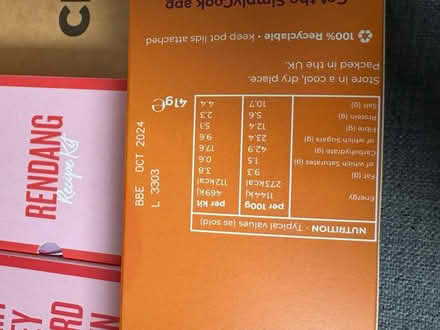 NUTRITION - Typical values (as sold)
per 100g per kit
Energy 1144kJ 469kJ
273kcal 112kcal
Fat (g) 9.3 3.8
of which Saturates (g) 1.5 0.6
Carbohydrate (g) 42.9 17.6
of which Sugars (g) 23.4 9.6
Fibre (g) 12.4 5.1
Protein (g) 5.6 2.3
Salt (g) 10.7 4.4
41g℮
Store in a cool, dry place.
Packed in the UK.
100% Recyclable • keep pot lids attached
Get the SimplyCook app
BBE OCT 2024
L 3303
RENDANG
Recipe Kit